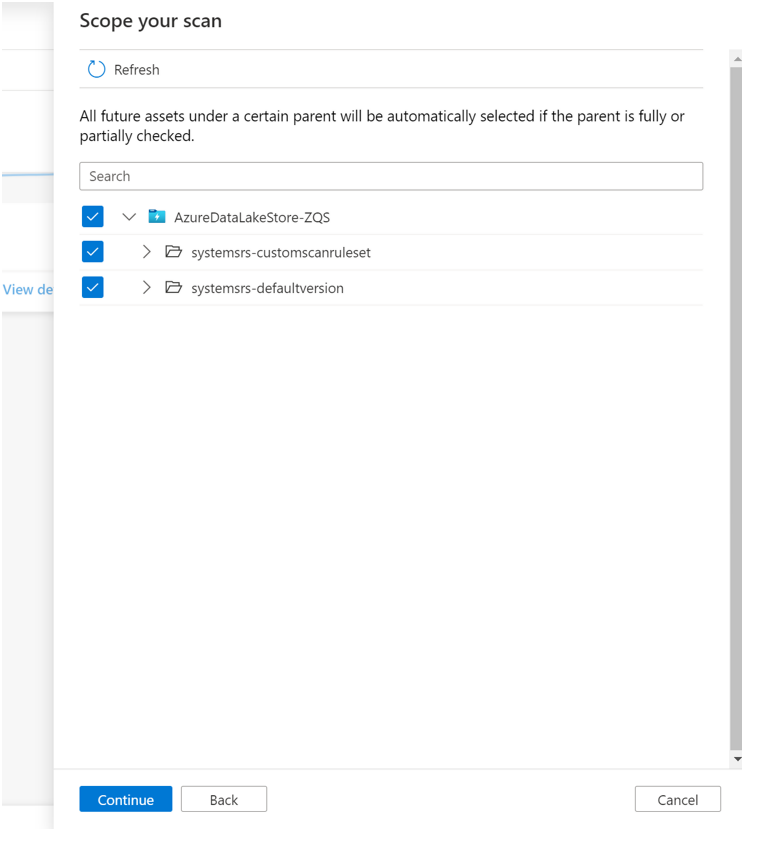 Scope your scan
Refresh
All future assets under a certain parent will be automatically selected if the parent is fully or
partially checked.
Search
AzureDataLakeStore-ZQS
systemsrs-customscanruleset
View de
systemsrs-defaultversion
Continue
Back
Cancel